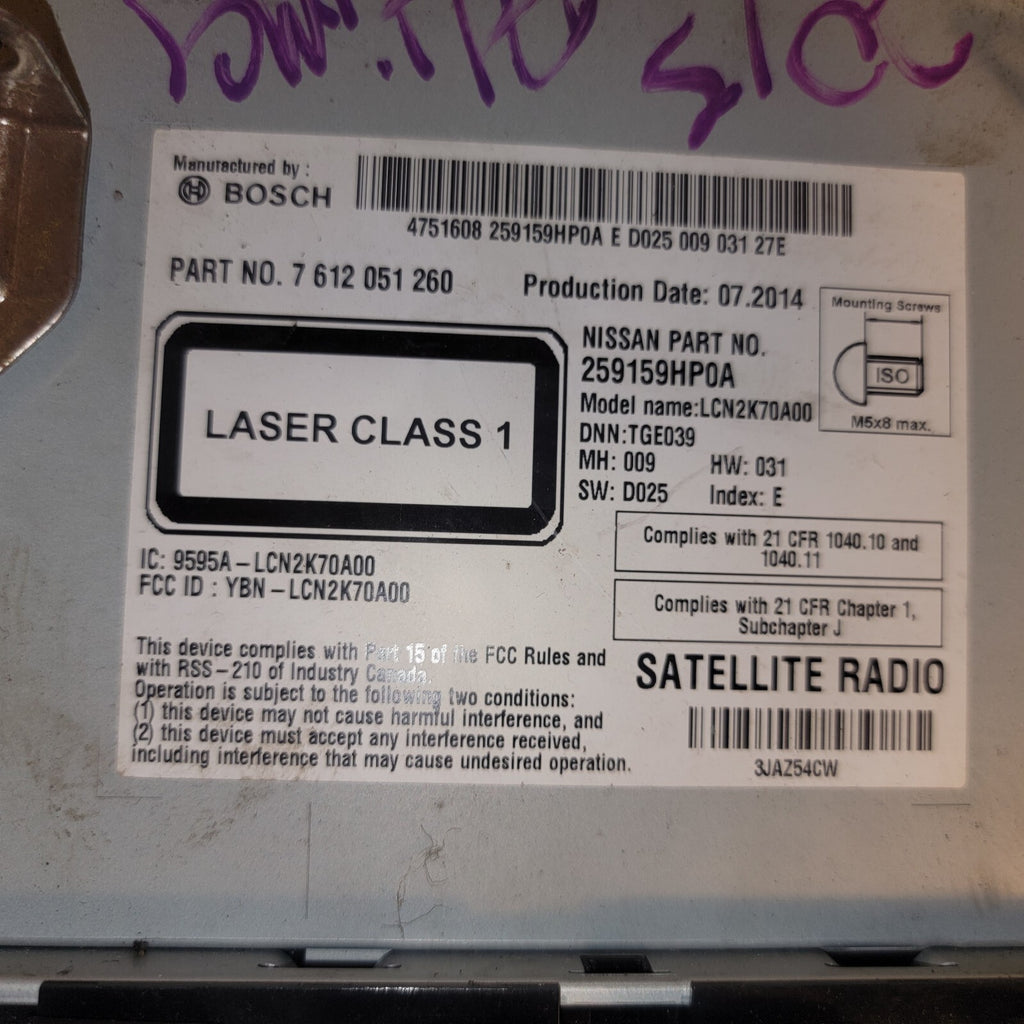 Manufactured by :
BOSCH
4751608 259159HP0A E D025 009 031 27E
PART NO. 7 612 051 260
Production Date: 07.2014
Mounting Screws
ISO
M5x8 max.
LASER CLASS 1
NISSAN PART NO.
259159HP0A
Model name:LCN2K70A00
DNN:TGE039
MH: 009 HW: 031
SW: D025 Index: E
Complies with 21 CFR 1040.10 and
1040.11
Complies with 21 CFR Chapter 1,
Subchapter J
IC: 9595A-LCN2K70A00
FCC ID : YBN-LCN2K70A00
This device complies with Part 15 of the FCC Rules and
with RSS-210 of Industry Canada.
Operation is subject to the following two conditions:
(1) this device may not cause harmful interference, and
(2) this device must accept any interference received,
including interference that may cause undesired operation.
SATELLITE RADIO
3JAZ54CW